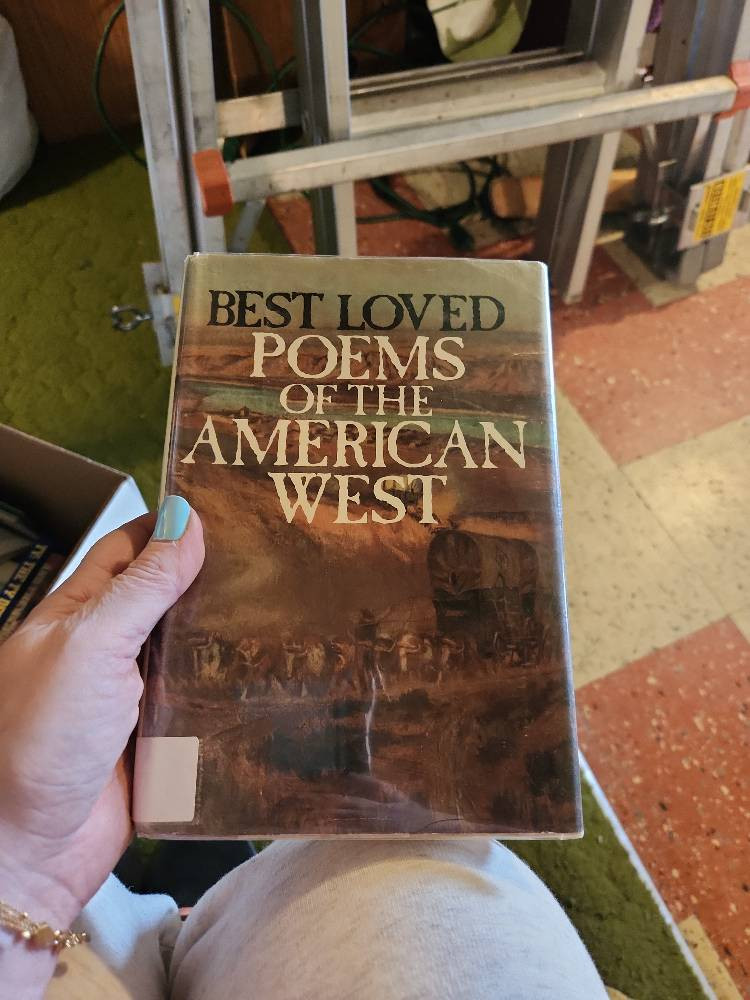 BEST LOVED
POEMS
OF THE
AMERICAN
WEST